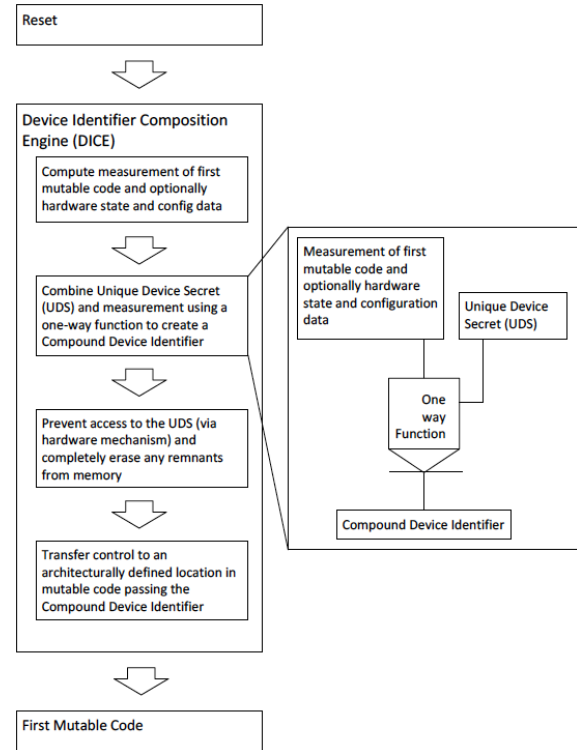 Reset
Device Identifier Composition
Engine (DICE)
Compute measurement of first
mutable code and optionally
hardware state and config data
Combine Unique Device Secret
(UDS) and measurement using a
one-way function to create a
Compound Device Identifier
Prevent access to the UDS (via
hardware mechanism) and
completely erase any remnants
from memory
Transfer control to an
architecturally defined location in
mutable code passing the
Compound Device Identifier
First Mutable Code
Measurement of first
mutable code and
optionally hardware
state and configuration
data
Unique Device
Secret (UDS)
One
way
Function
Compound Device Identifier